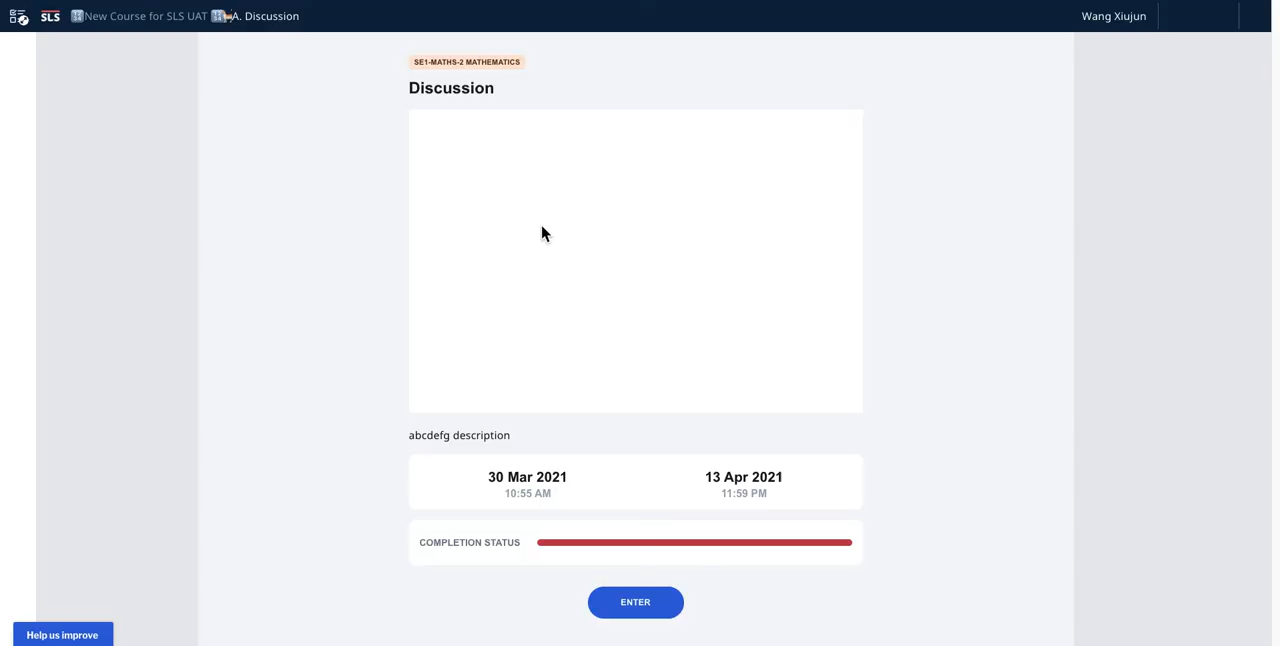 SLS New Course for SLS UAT A. Discussion Wang Xiujun
SE1-MATHS-2 MATHEMATICS
Discussion
abcdefg description
30 Mar 2021 13 Apr 2021
10:55 AM 11:59 PM
COMPLETION STATUS
ENTER
Help us improve